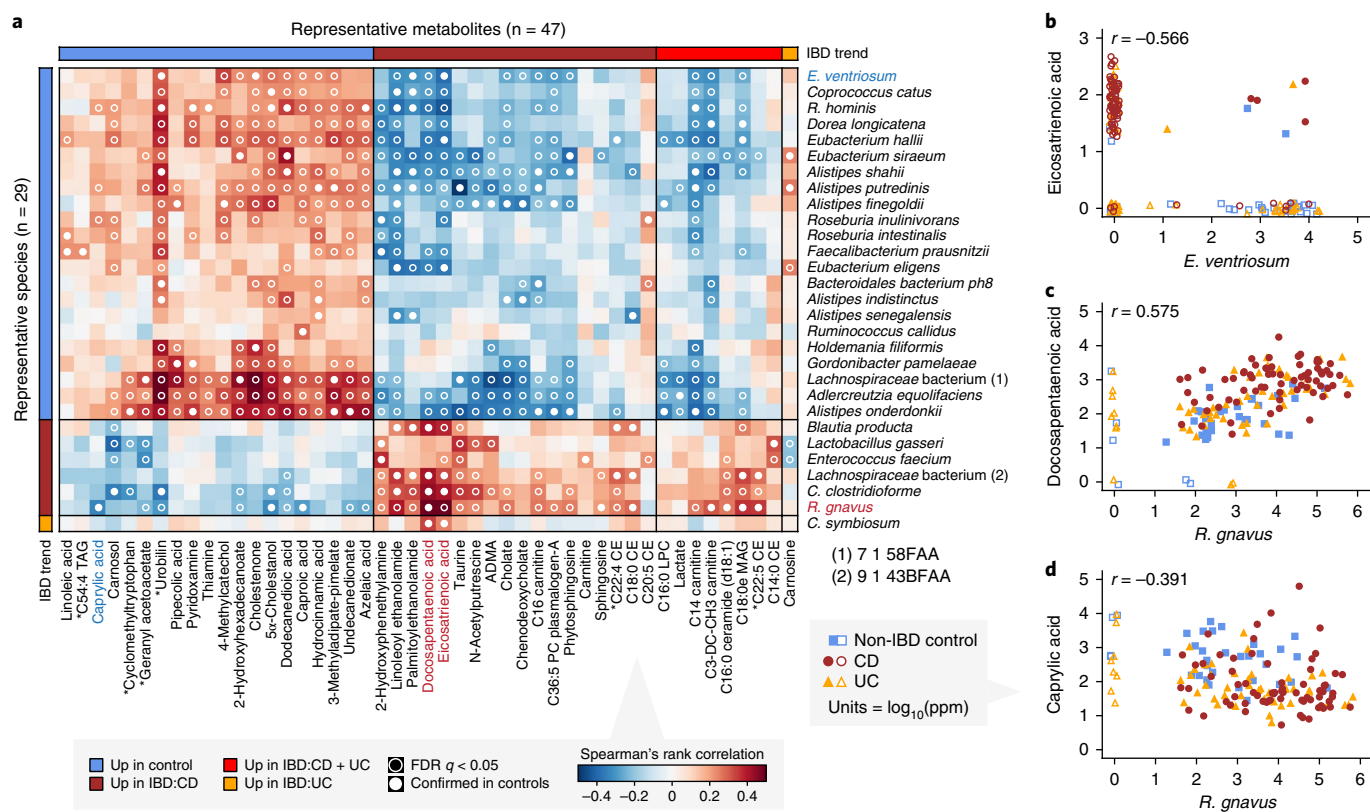 a
Representative metabolites (n = 47)
IBD trend
Representative species (n = 29)
E. ventriosum
Coprococcus catus
R. hominis
Dorea longicatena
Eubacterium hallii
Eubacterium siraeum
Alistipes shahii
Alistipes putredinis
Alistipes finegoldii
Roseburia inulinivorans
Roseburia intestinalis
Faecalibacterium prausnitzii
Eubacterium eligens
Bacteroidales bacterium ph8
Alistipes indistinctus
Alistipes senegalensis
Ruminococcus callidus
Holdemania filiformis
Gordonibacter pamelaeae
Lachnospiraceae bacterium (1)
Adlercreutzia equolifaciens
Alistipes onderdonkii
Blautia producta
Lactobacillus gasseri
Enterococcus faecium
Lachnospiraceae bacterium (2)
C. clostridioforme
R. gnavus
C. symbiosum
(1) 7 1 58FAA
(2) 9 1 43BFAA
IBD trend
Linoleic acid
*C54:4 TAG
Caprylic acid
Carnosol
*Cyclomethyltryptophan
*Geranyl acetoacetate
*Urobilin
Pipecolic acid
Pyridoxamine
Thiamine
4-Methylcatechol
2-Hydroxyhexadecanoate
Cholestenone
5α-Cholestanol
Dodecanedioic acid
Caproic acid
Hydrocinnamic acid
3-Methyladipate-pimelate
Undecanedionate
Azelaic acid
2-Hydroxyphenethylamine
Linoleoyl ethanolamide
Palmitoylethanolamide
Docosapentaenoic acid
Eicosatrienoic acid
Taurine
N-Acetylputrescine
ADMA
Cholate
Chenodeoxycholate
C16 carnitine
C36:5 PC plasmalogen-A
Phytosphingosine
Carnitine
Sphingosine
*C22:4 CE
C18:0 CE
C20:5 CE
C16:0 LPC
Lactate
C14 carnitine
C3-DC-CH3 carnitine
C16:0 ceramide (d18:1)
C18:0e MAG
*C22:5 CE
C14:0 CE
Carnosine
Up in control
Up in IBD:CD
Up in IBD:CD + UC
Up in IBD:UC
FDR q < 0.05
Confirmed in controls
Spearman's rank correlation
−0.4 −0.2 0 0.2 0.4
Non-IBD control
CD
UC
Units = log10(ppm)
b
r = −0.566
Eicosatrienoic acid
3
2
1
0
0 1 2 3 4 5
E. ventriosum
c
r = 0.575
Docosapentaenoic acid
5
4
3
2
1
0
0 1 2 3 4 5 6
R. gnavus
d
r = −0.391
Caprylic acid
5
4
3
2
1
0
0 1 2 3 4 5 6
R. gnavus